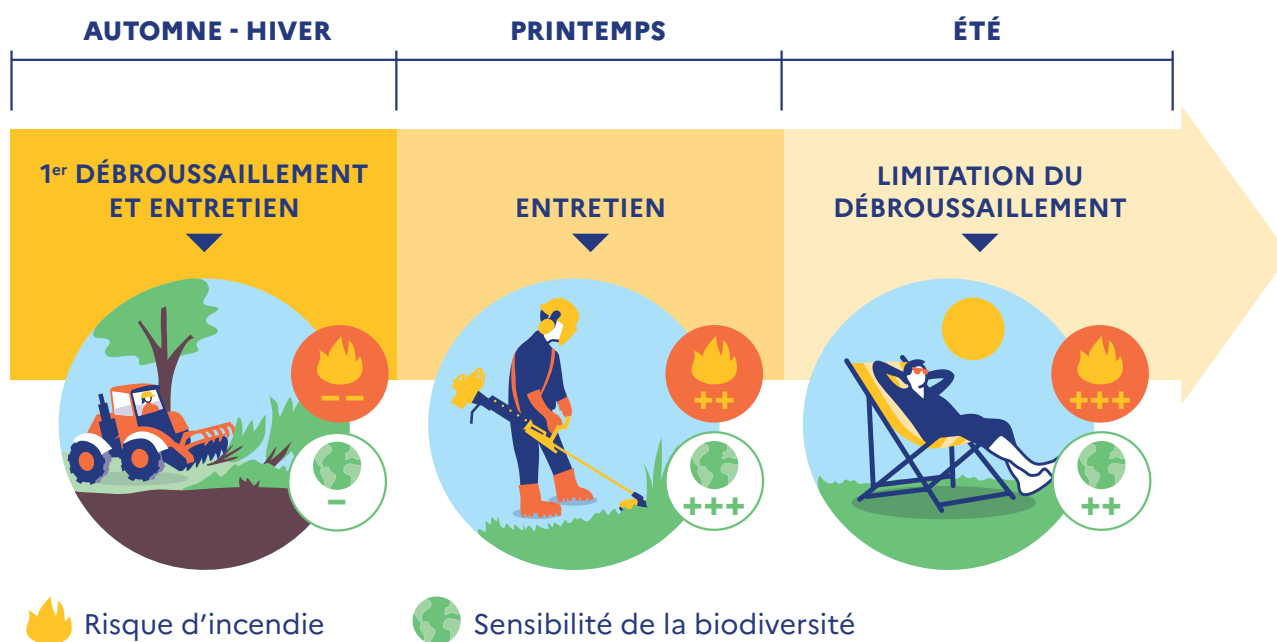 AUTOMNE - HIVER
PRINTEMPS
ÉTÉ
1er DÉBROUSSAILLEMENT
ET ENTRETIEN
ENTRETIEN
LIMITATION DU
DÉBROUSSAILLEMENT
--
-
++
+++
+++
++
Risque d'incendie
Sensibilité de la biodiversité